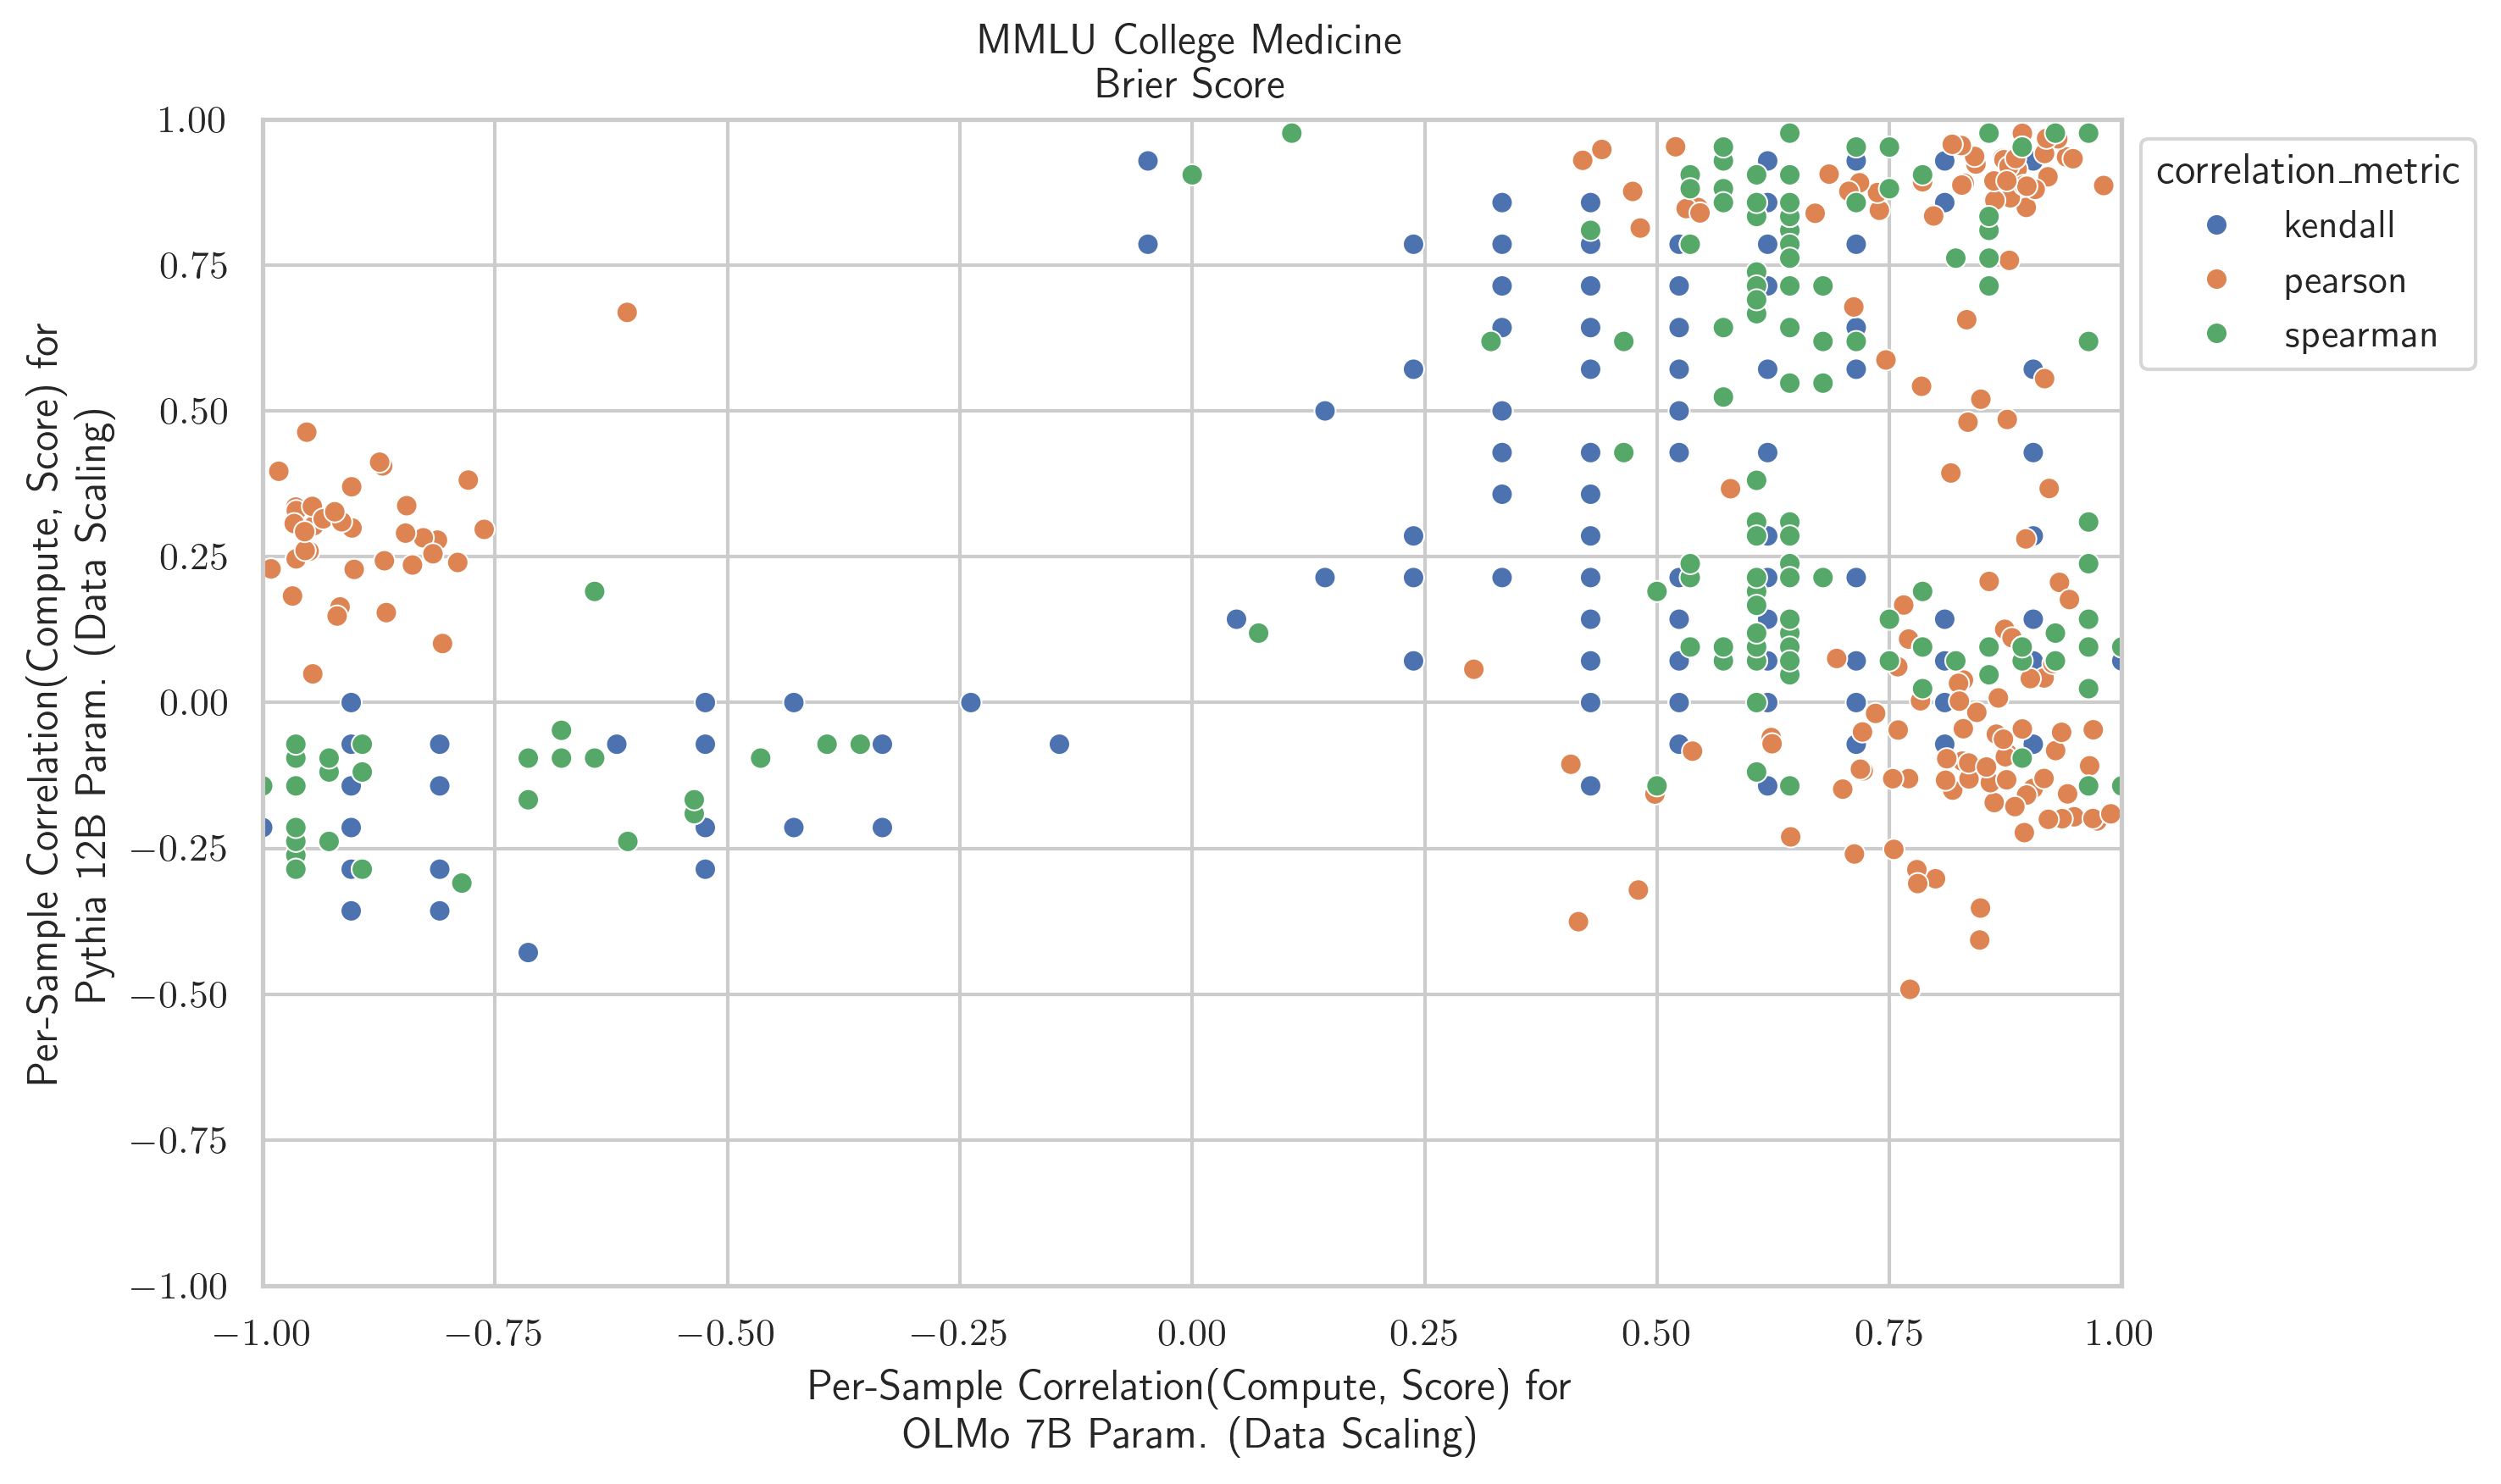 MMLU College Medicine
Brier Score
Per-Sample Correlation(Compute, Score) for
Pythia 12B Param. (Data Scaling)
1.00
0.75
0.50
0.25
0.00
−0.25
−0.50
−0.75
−1.00
−1.00 −0.75 −0.50 −0.25 0.00 0.25 0.50 0.75 1.00
Per-Sample Correlation(Compute, Score) for
OLMo 7B Param. (Data Scaling)
correlation_metric
kendall
pearson
spearman